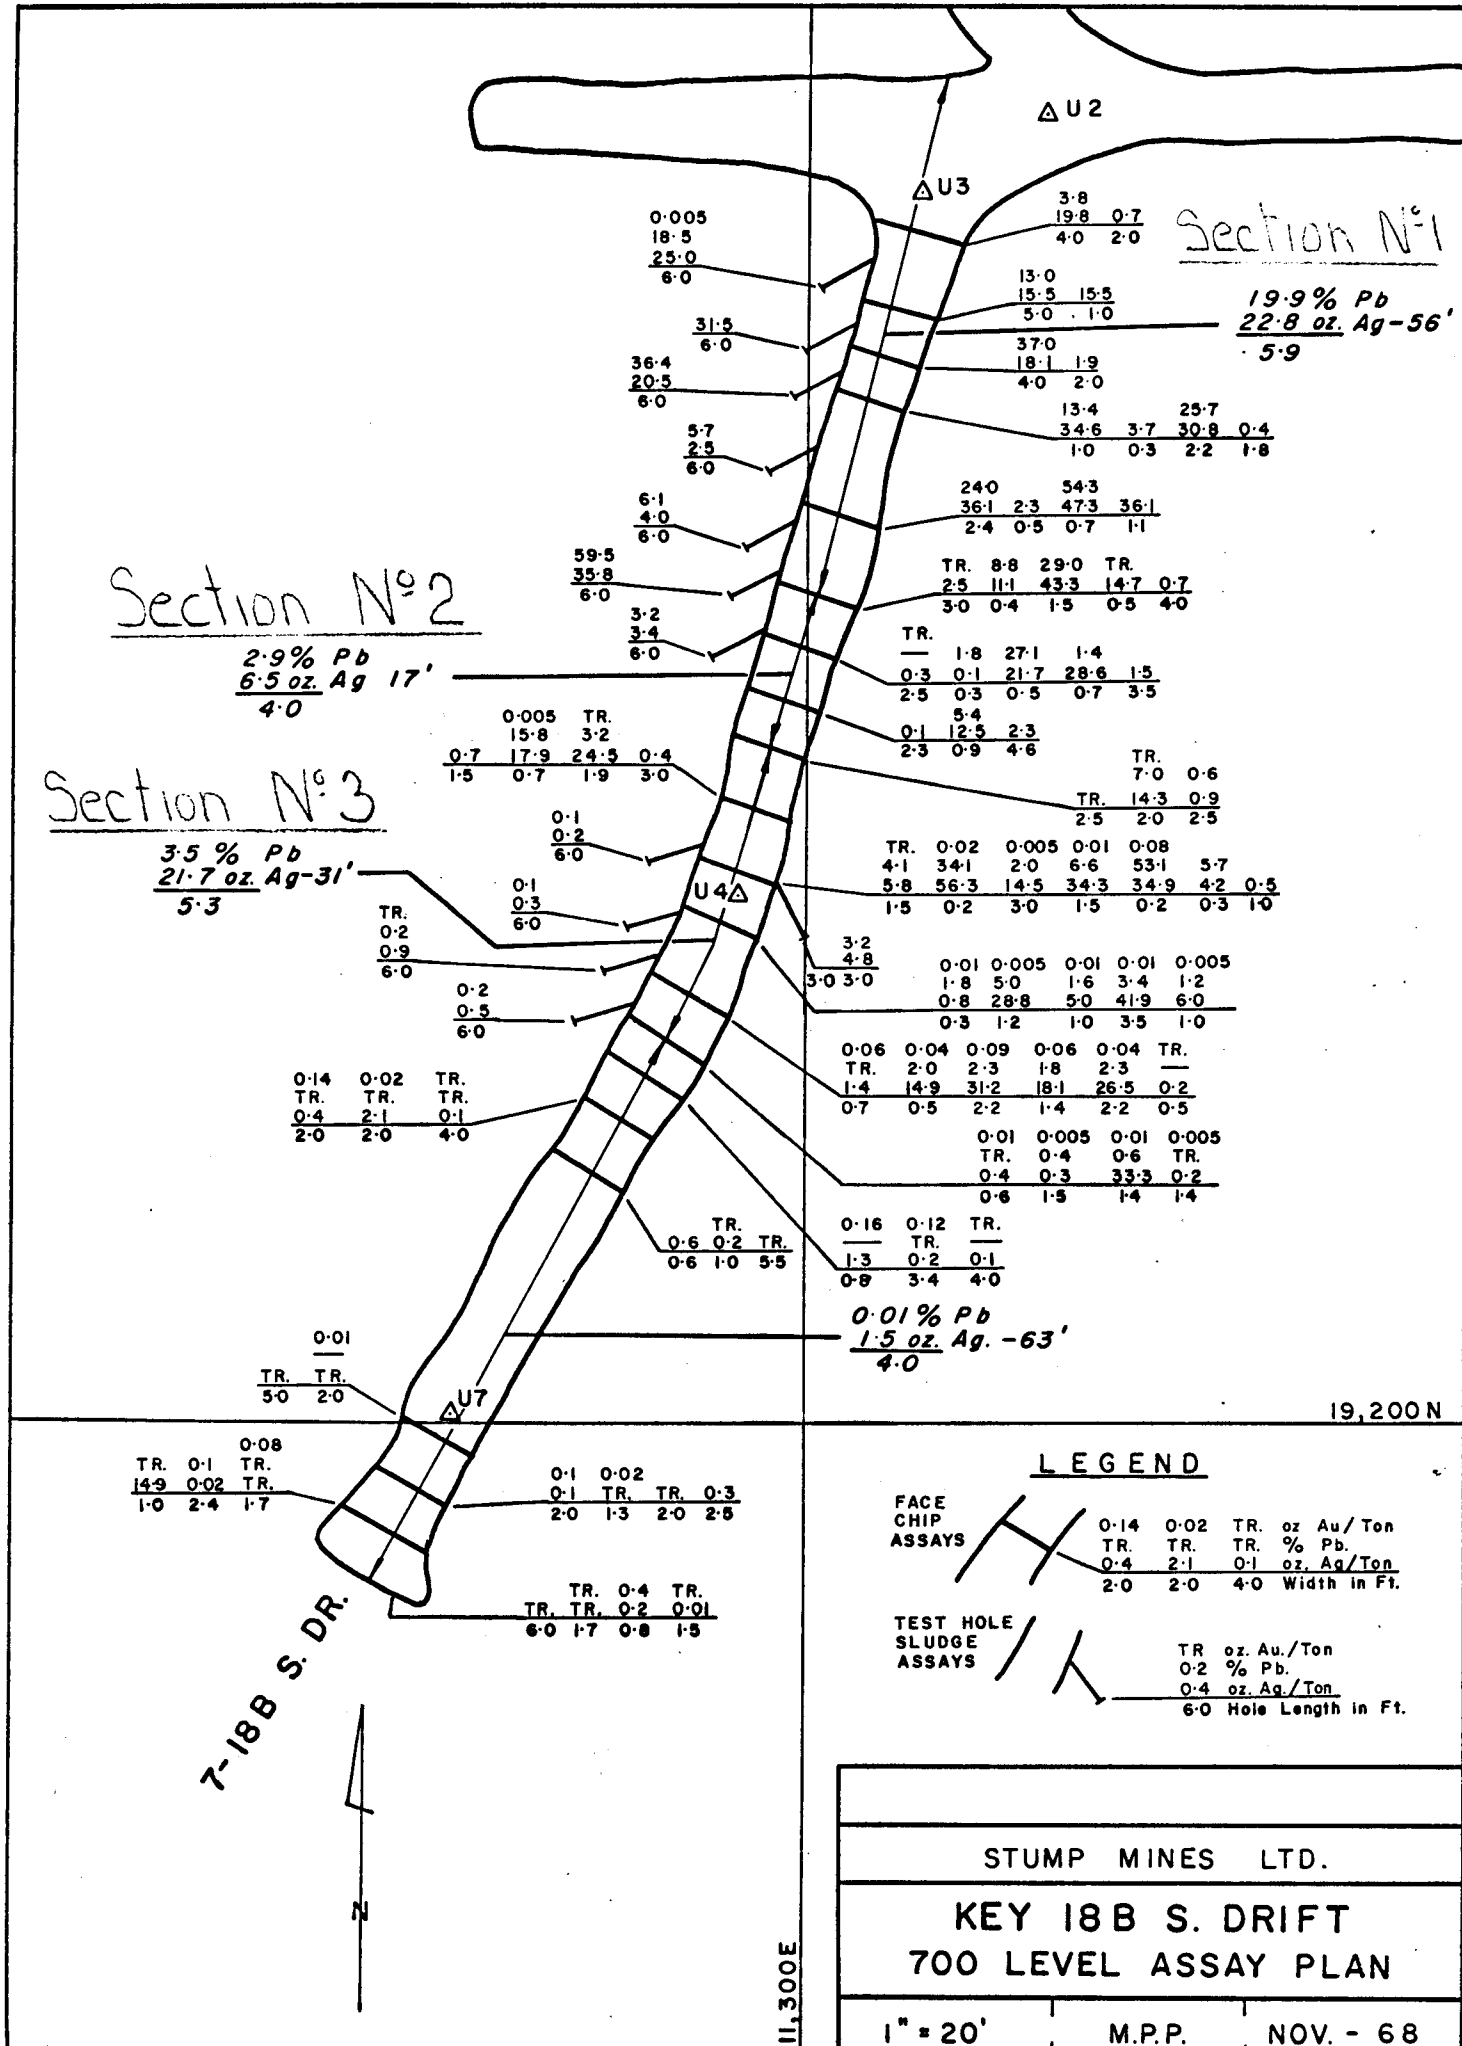 U 2
U3
3.8
19.8 0.7
4.0 2.0
Section Nº1
19.9% Pb
22.8 oz. Ag-56'
5.9
0.005
18.5
25.0
6.0
13.0
15.5 15.5
5.0 1.0
31.5
6.0
37.0
18.1 1.9
4.0 2.0
36.4
20.5
6.0
13.4 25.7
34.6 3.7 30.8 0.4
1.0 0.3 2.2 1.8
5.7
2.5
6.0
24.0 54.3
36.1 2.3 47.3 36.1
2.4 0.5 0.7 1.1
6.1
4.0
6.0
TR. 8.8 29.0 TR.
2.5 11.1 43.3 14.7 0.7
3.0 0.4 1.5 0.5 4.0
59.5
35.8
6.0
Section Nº2
2.9% Pb
6.5 oz. Ag 17'
4.0
3.2
3.4
6.0
TR.
— 1.8 27.1 1.4
0.3 0.1 21.7 28.6 1.5
2.5 0.3 0.5 0.7 3.5
5.4
0.1 12.5 2.3
2.3 0.9 4.6
0.005 TR.
15.8 3.2
0.7 17.9 24.5 0.4
1.5 0.7 1.9 3.0
TR.
7.0 0.6
TR. 14.3 0.9
2.5 2.0 2.5
Section Nº3
3.5 % Pb
21.7 oz. Ag-31'
5.3
0.1
0.2
6.0
TR. 0.02 0.005 0.01 0.08
4.1 34.1 2.0 6.6 53.1 5.7
5.8 56.3 14.5 34.3 34.9 4.2 0.5
1.5 0.2 3.0 1.5 0.2 0.3 1.0
U4
0.1
0.3
6.0
3.2
4.8
3.0 3.0
TR.
0.2
0.9
6.0
0.01 0.005 0.01 0.01 0.005
1.8 5.0 1.6 3.4 1.2
0.8 28.8 5.0 41.9 6.0
0.3 1.2 1.0 3.5 1.0
0.2
0.5
6.0
0.06 0.04 0.09 0.06 0.04 TR.
TR. 2.0 2.3 1.8 2.3 —
1.4 14.9 31.2 18.1 26.5 0.2
0.7 0.5 2.2 1.4 2.2 0.5
0.14 0.02 TR.
TR. TR. TR.
0.4 2.1 0.1
2.0 2.0 4.0
0.01 0.005 0.01 0.005
TR. 0.4 0.6 TR.
0.4 0.3 33.3 0.2
0.6 1.5 1.4 1.4
TR.
0.6 0.2 TR.
0.6 1.0 5.5
0.16 0.12 TR.
— TR. —
1.3 0.2 0.1
0.8 3.4 4.0
0.01% Pb
1.5 oz. Ag. -63'
4.0
0.01
—
TR. TR.
5.0 2.0
U7
19,200 N
0.08
TR. 0.1 TR.
14.9 0.02 TR.
1.0 2.4 1.7
0.1 0.02
0.1 TR. TR. 0.3
2.0 1.3 2.0 2.5
TR. 0.4 TR.
TR. TR. 0.2 0.01
6.0 1.7 0.8 1.5
7-18B S. DR.
LEGEND
FACE
CHIP
ASSAYS
0.14 0.02 TR. oz Au/Ton
TR. TR. TR. % Pb.
0.4 2.1 0.1 oz. Ag/Ton
2.0 2.0 4.0 Width in Ft.
TEST HOLE
SLUDGE
ASSAYS
TR oz. Au./Ton
0.2 % Pb.
0.4 oz. Ag./Ton
6.0 Hole Length in Ft.
N
11,300E
STUMP MINES LTD.
KEY 18B S. DRIFT
700 LEVEL ASSAY PLAN
1" = 20' M.P.P. NOV. - 68